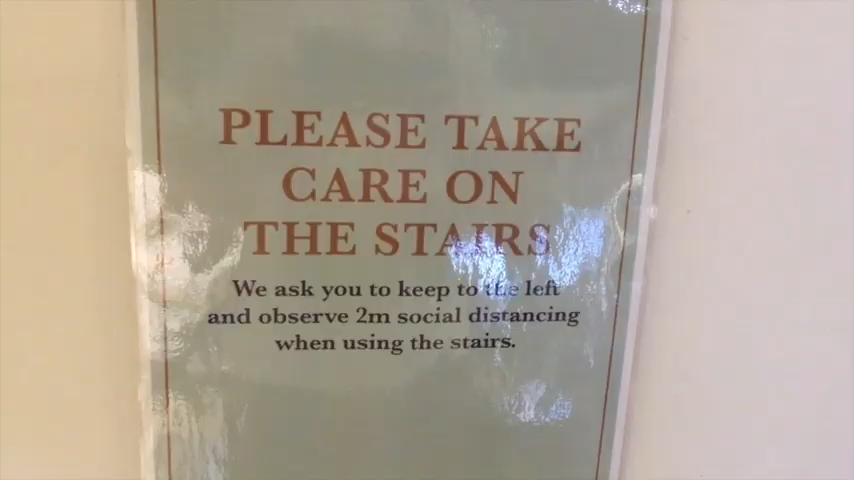 PLEASE TAKE
CARE ON
THE STAIRS
We ask you to keep to the left
and observe 2m social distancing
when using the stairs.